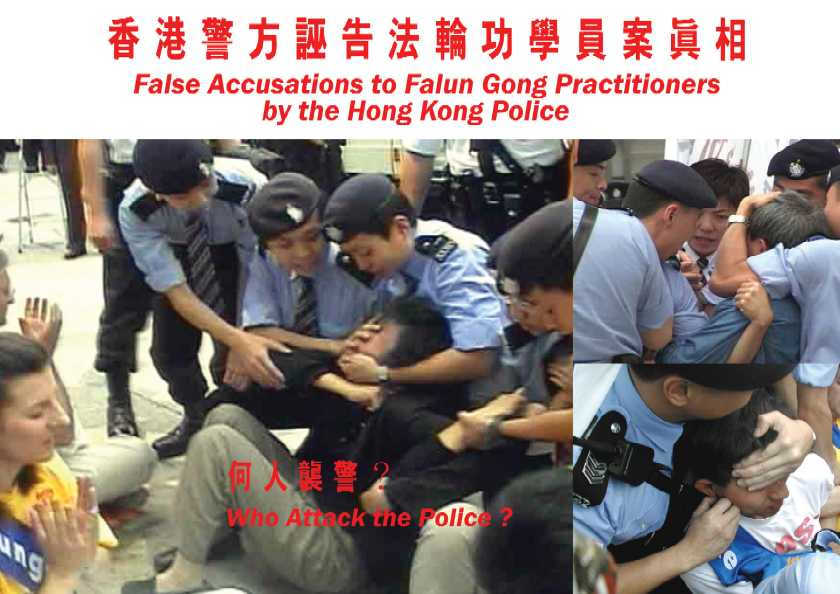 香港警方誣告法輪功學員案眞相
False Accusations to Falun Gong Practitioners
by the Hong Kong Police
何人襲警？
Who Attack the Police ?
ung